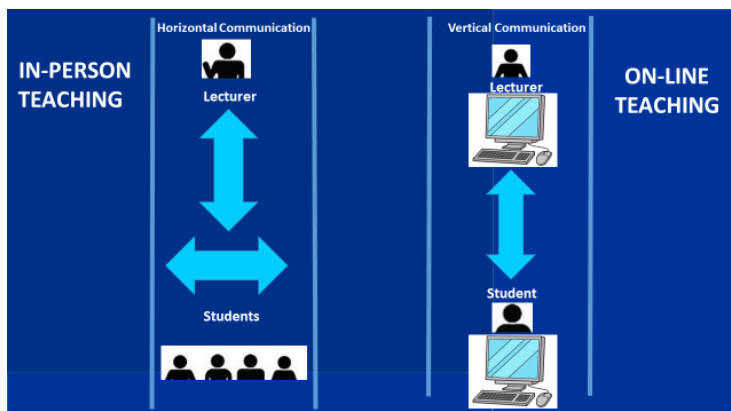 IN-PERSON
TEACHING
Horizontal Communication
Lecturer
Students
Vertical Communication
Lecturer
Student
ON-LINE
TEACHING